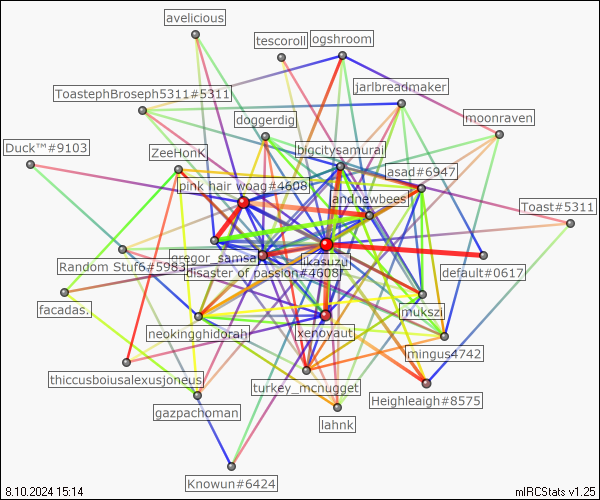 avelicious
tescoroll
ogshroom
ToastephBroseph5311#5311
jarlbreadmaker
doggerdig
moonraven
Duck™#9103
ZeeHonK
bigcitysamurai
asad#6947
pink hair woag#4608
andnewbees
Toast#5311
gregor_samsa
likasuzu
Random Stuf6#5983
disaster of passion#4608
default#0617
facadas.
mukszi
neokingghidorah
xenovaut
mingus4742
thiccusboiusalexusjoneus
turkey_mcnugget
Heighleaigh#8575
gazpachoman
lahnk
Knowun#6424
8.10.2024 15:14
mIRCStats v1.25